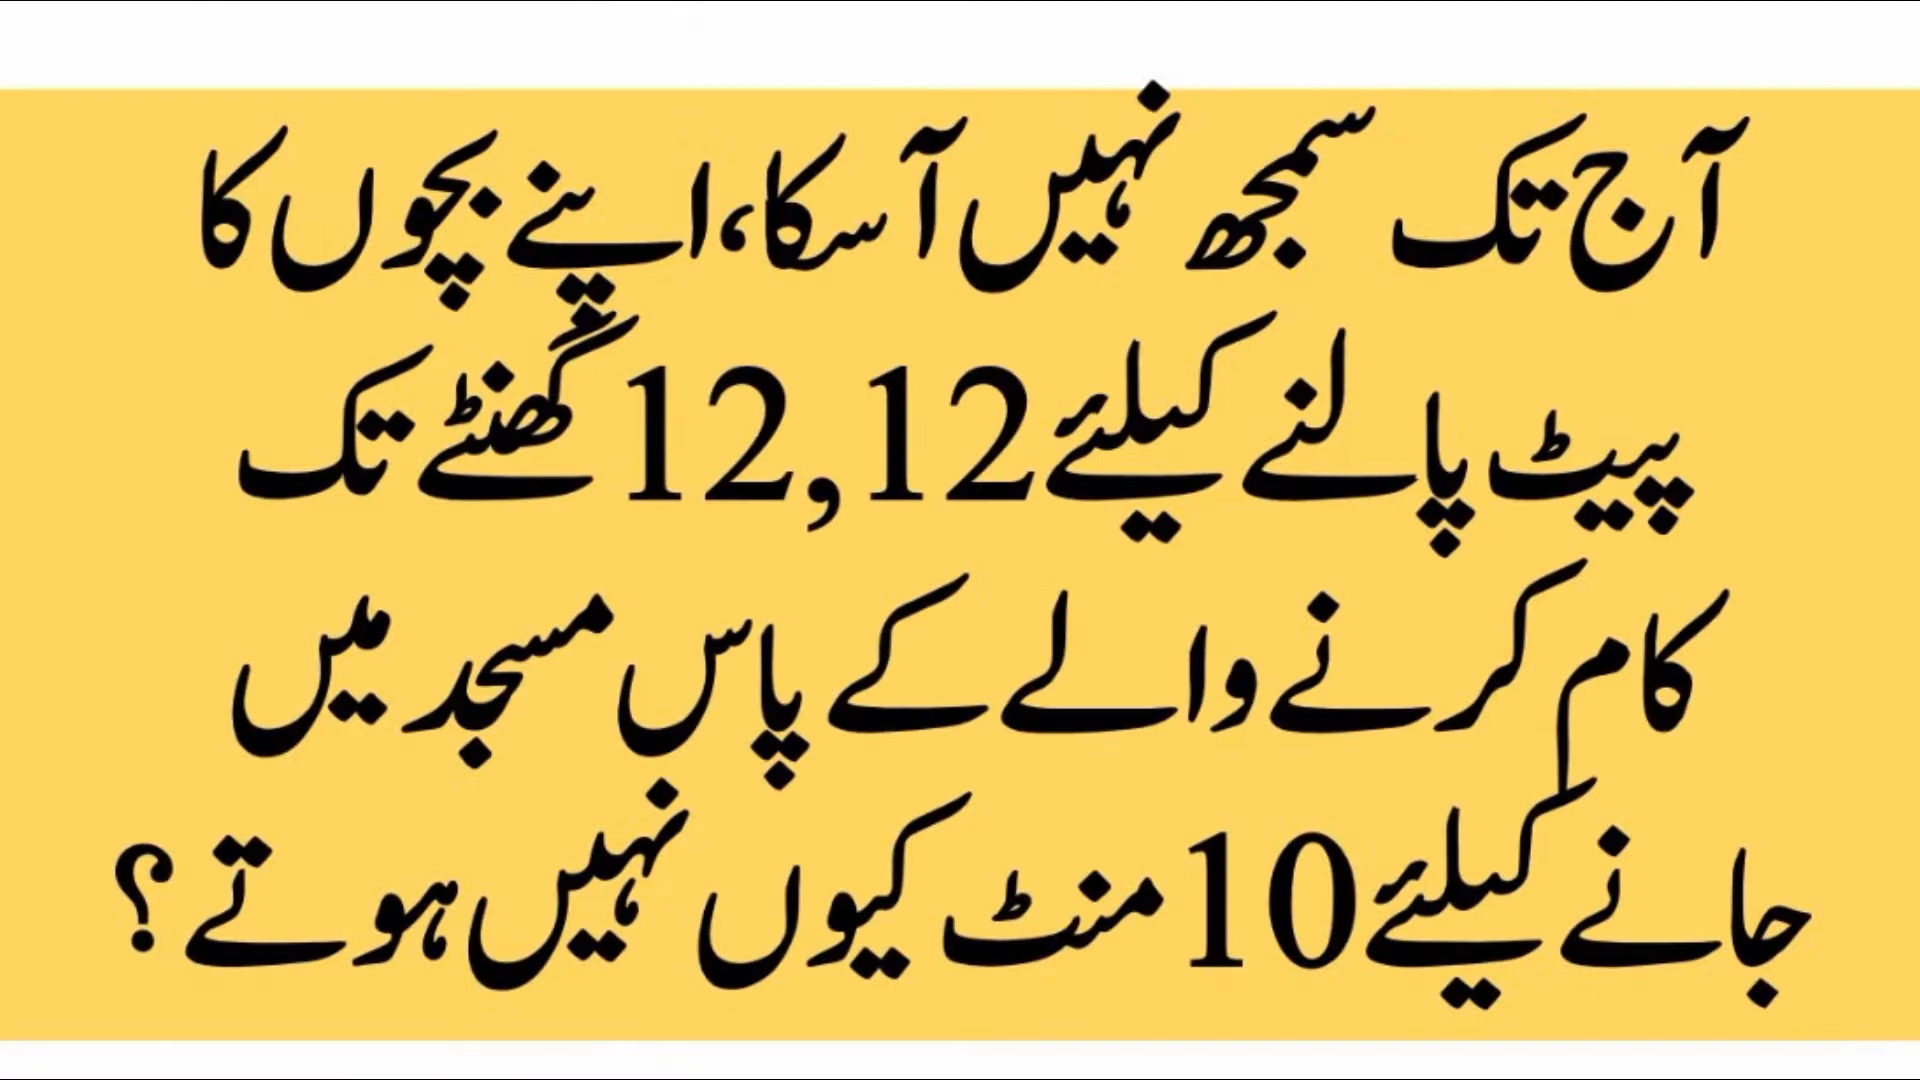 آج تک سمجھ نہیں آسکا، اپنے بچوں کا
پیٹ پالنے کیلئے 12,12 گھنٹے تک
کام کرنے والے کے پاس مسجد میں
جانے کیلئے 10 منٹ کیوں نہیں ہوتے؟